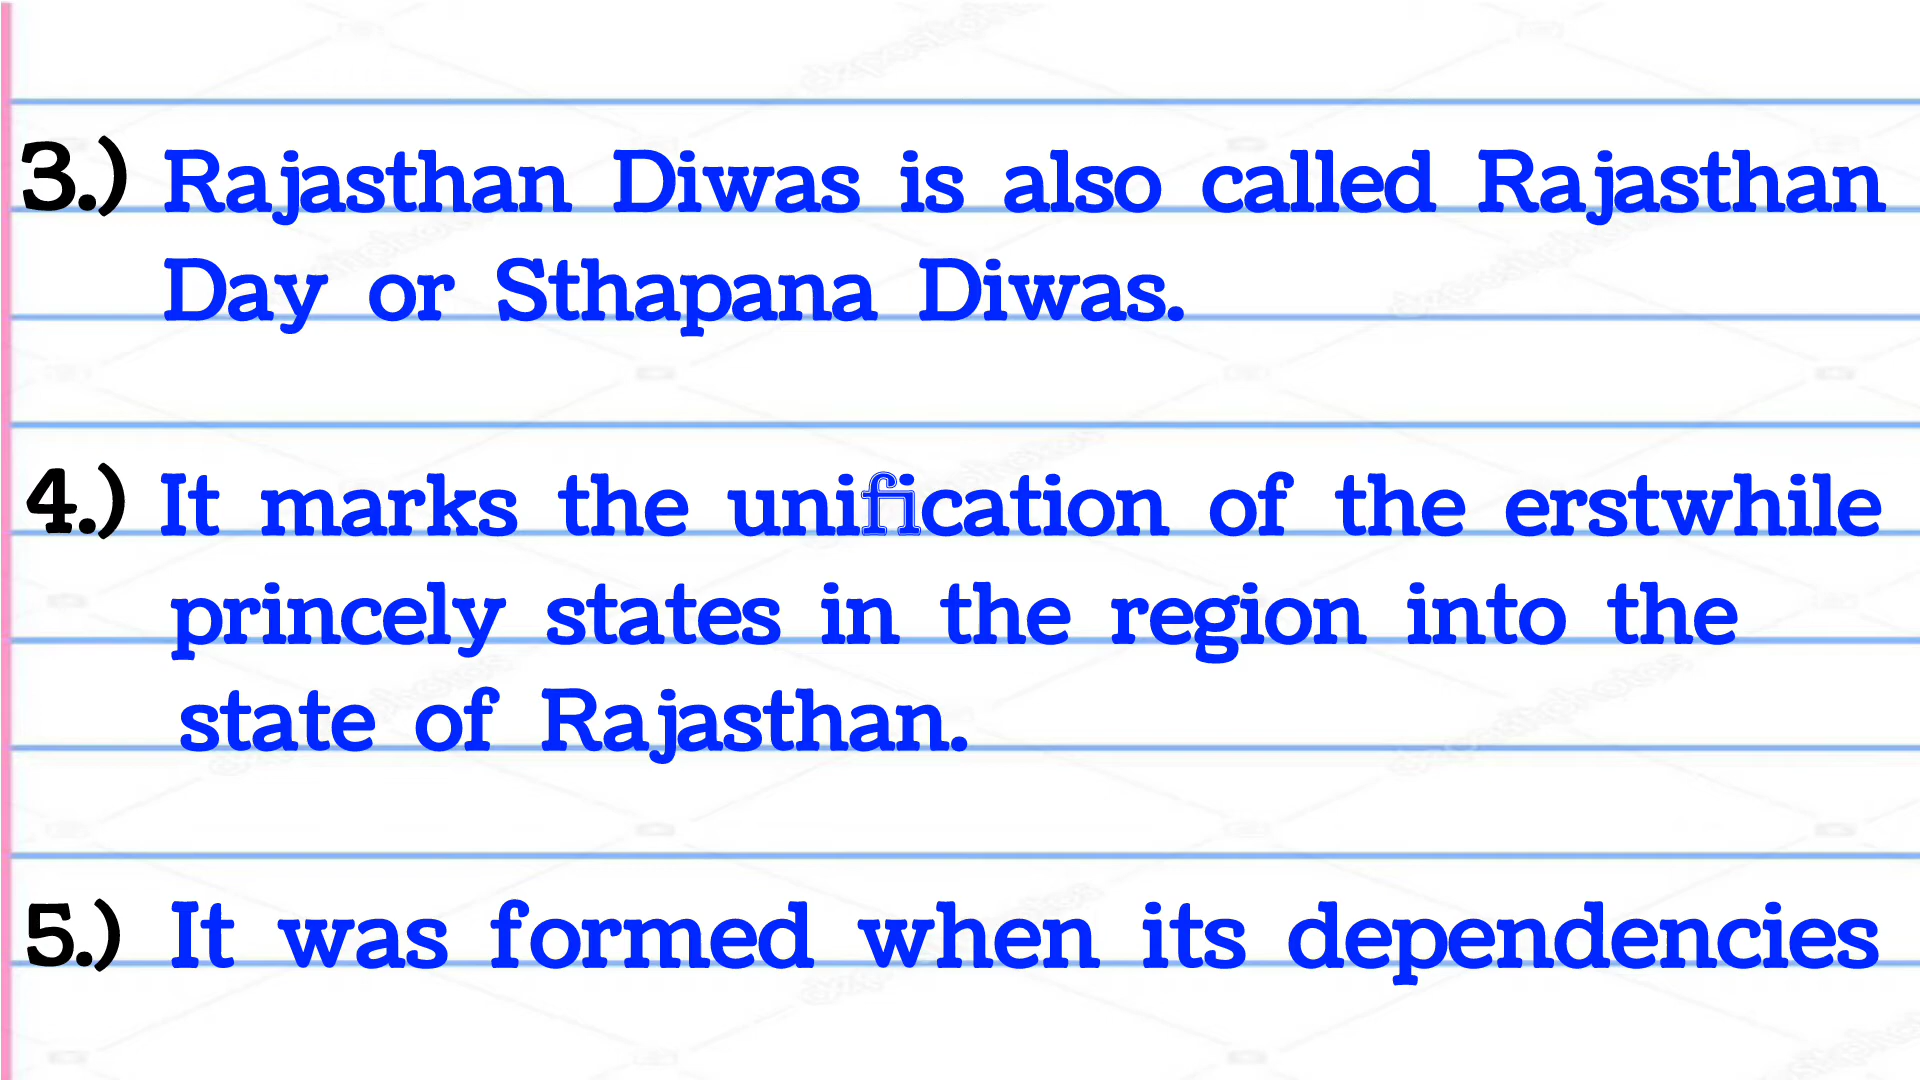 3.) Rajasthan Diwas is also called Rajasthan
Day or Sthapana Diwas.
4.) It marks the unification of the erstwhile
princely states in the region into the
state of Rajasthan.
5.) It was formed when its dependencies